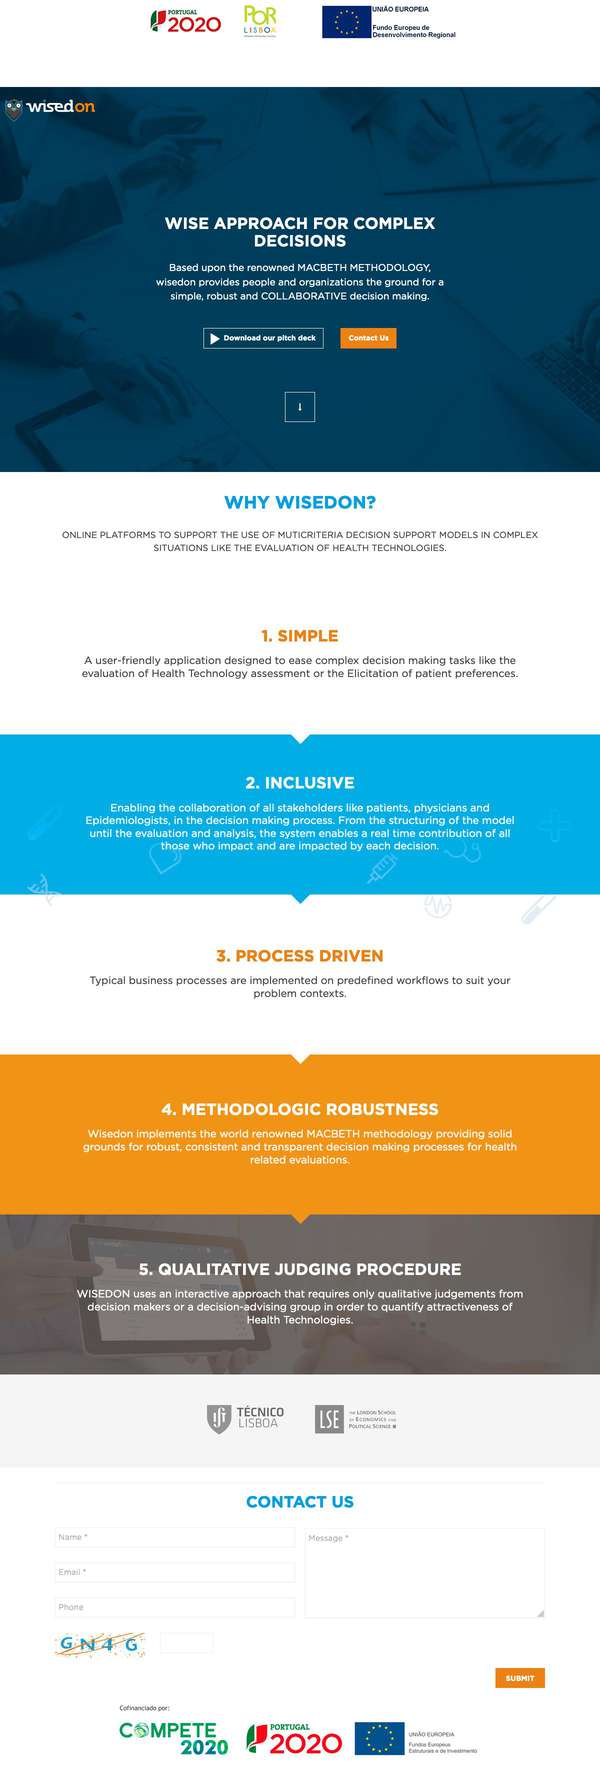 PORTUGAL
2020
POR
LISBOA
UNIÃO EUROPEIA
Fundo Europeu de
Desenvolvimento Regional
wisedon
WISE APPROACH FOR COMPLEX
DECISIONS
Based upon the renowned MACBETH METHODOLOGY,
wisedon provides people and organizations the ground for a
simple, robust and COLLABORATIVE decision making.
Download our pitch deck
Contact Us
WHY WISEDON?
ONLINE PLATFORMS TO SUPPORT THE USE OF MUTICRITERIA DECISION SUPPORT MODELS IN COMPLEX
SITUATIONS LIKE THE EVALUATION OF HEALTH TECHNOLOGIES.
1. SIMPLE
A user-friendly application designed to ease complex decision making tasks like the
evaluation of Health Technology assessment or the Elicitation of patient preferences.
2. INCLUSIVE
Enabling the collaboration of all stakeholders like patients, physicians and
Epidemiologists, in the decision making process. From the structuring of the model
until the evaluation and analysis, the system enables a real time contribution of all
those who impact and are impacted by each decision.
3. PROCESS DRIVEN
Typical business processes are implemented on predefined workflows to suit your
problem contexts.
4. METHODOLOGIC ROBUSTNESS
Wisedon implements the world renowned MACBETH methodology providing solid
grounds for robust, consistent and transparent decision making processes for health
related evaluations.
5. QUALITATIVE JUDGING PROCEDURE
WISEDON uses an interactive approach that requires only qualitative judgements from
decision makers or a decision-advising group in order to quantify attractiveness of
Health Technologies.
TÉCNICO
LISBOA
LSE
THE LONDON SCHOOL
OF ECONOMICS AND
POLITICAL SCIENCE
CONTACT US
Name *
Message *
Email *
Phone
GN4G
SUBMIT
Cofinanciado por:
COMPETE
2020
PORTUGAL
2020
UNIÃO EUROPEIA
Fundos Europeus
Estruturais e de Investimento